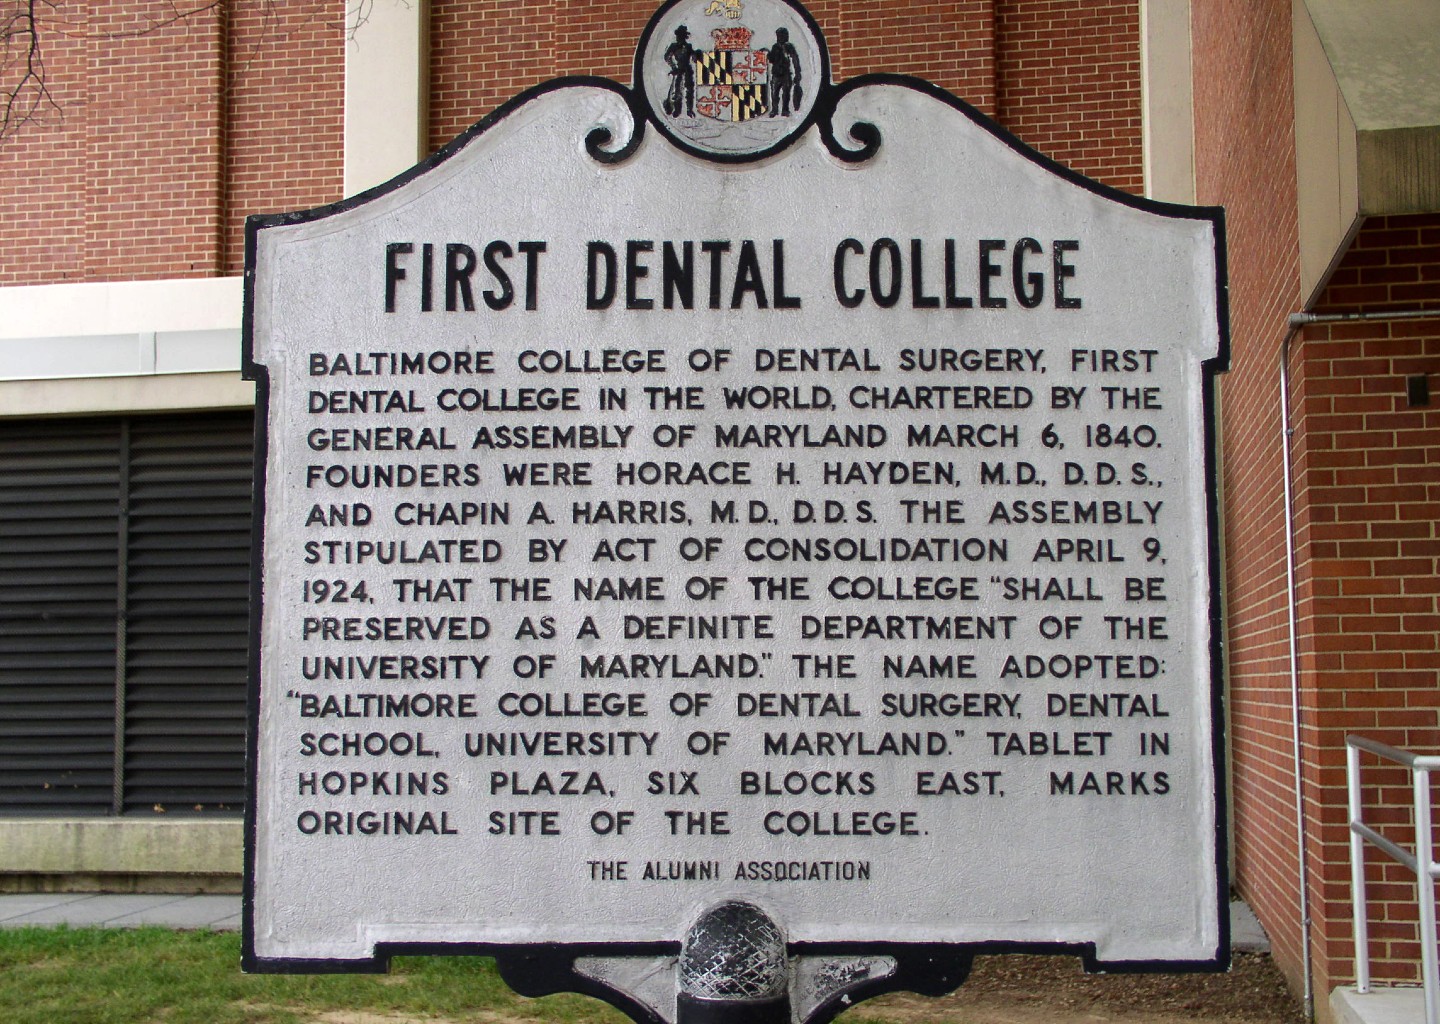 FIRST DENTAL COLLEGE
BALTIMORE COLLEGE OF DENTAL SURGERY, FIRST
DENTAL COLLEGE IN THE WORLD, CHARTERED BY THE
GENERAL ASSEMBLY OF MARYLAND MARCH 6, 1840.
FOUNDERS WERE HORACE H. HAYDEN, M.D., D.D.S.,
AND CHAPIN A. HARRIS, M.D., D.D.S. THE ASSEMBLY
STIPULATED BY ACT OF CONSOLIDATION APRIL 9,
1924, THAT THE NAME OF THE COLLEGE "SHALL BE
PRESERVED AS A DEFINITE DEPARTMENT OF THE
UNIVERSITY OF MARYLAND." THE NAME ADOPTED:
"BALTIMORE COLLEGE OF DENTAL SURGERY, DENTAL
SCHOOL, UNIVERSITY OF MARYLAND." TABLET IN
HOPKINS PLAZA, SIX BLOCKS EAST, MARKS
ORIGINAL SITE OF THE COLLEGE.
THE ALUMNI ASSOCIATION